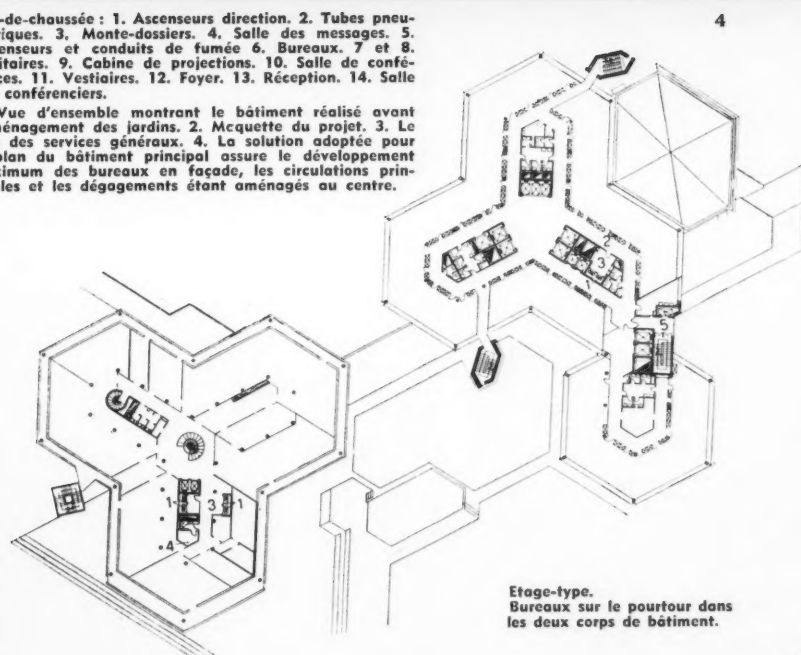 -de-chaussée : 1. Ascenseurs direction. 2. Tubes pneu-
riques. 3. Monte-dossiers. 4. Salle des messages. 5.
enseurs et conduits de fumée 6. Bureaux. 7 et 8.
itaires. 9. Cabine de projections. 10. Salle de confé-
ces. 11. Vestiaires. 12. Foyer. 13. Réception. 14. Salle
conférenciers.
Vue d'ensemble montrant le bâtiment réalisé avant
énagement des jardins. 2. Mcquette du projet. 3. Le
des services généraux. 4. La solution adoptée pour
plan du bâtiment principal assure le développement
ximum des bureaux en façade, les circulations prin-
les et les dégagements étant aménagés au centre.
4
2
3
1
5
1
3
1
4
Etage-type.
Bureaux sur le pourtour dans
les deux corps de bâtiment.